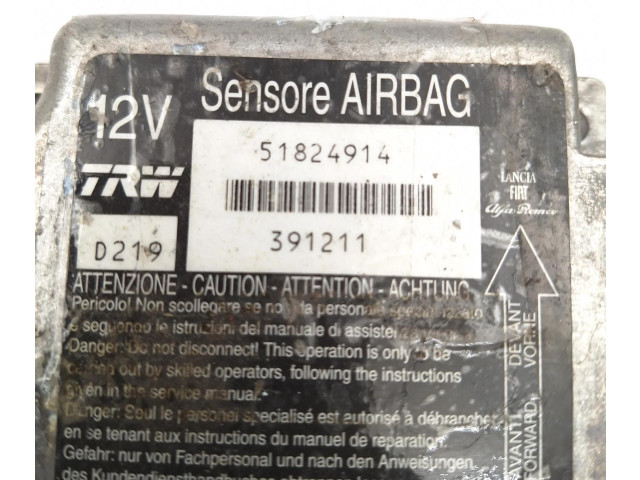 12V Sensore AIRBAG
TRW
51824914
D219
391211
LANCIA
FIAT
Alfa Romeo
ATTENZIONE - CAUTION - ATTENTION - ACHTUNG
Pericolo! Non scollegare se no ta personale
e seguendo le istruzioni del manuale di assistenza
Danger: Do not disconnect! This operation is only to be
carried out by skilled operators, following the instructions
given in the service manual.
Danger: Seul le personal specialisé est autorisé à débrancher
en se tenant aux instructions du manuel de reparation.
Gefahr: nur von Fachpersonal und nach den Anweisungen
des Kundendiensthandbuches
AVANTI DEVANT
FORWARD VORNE